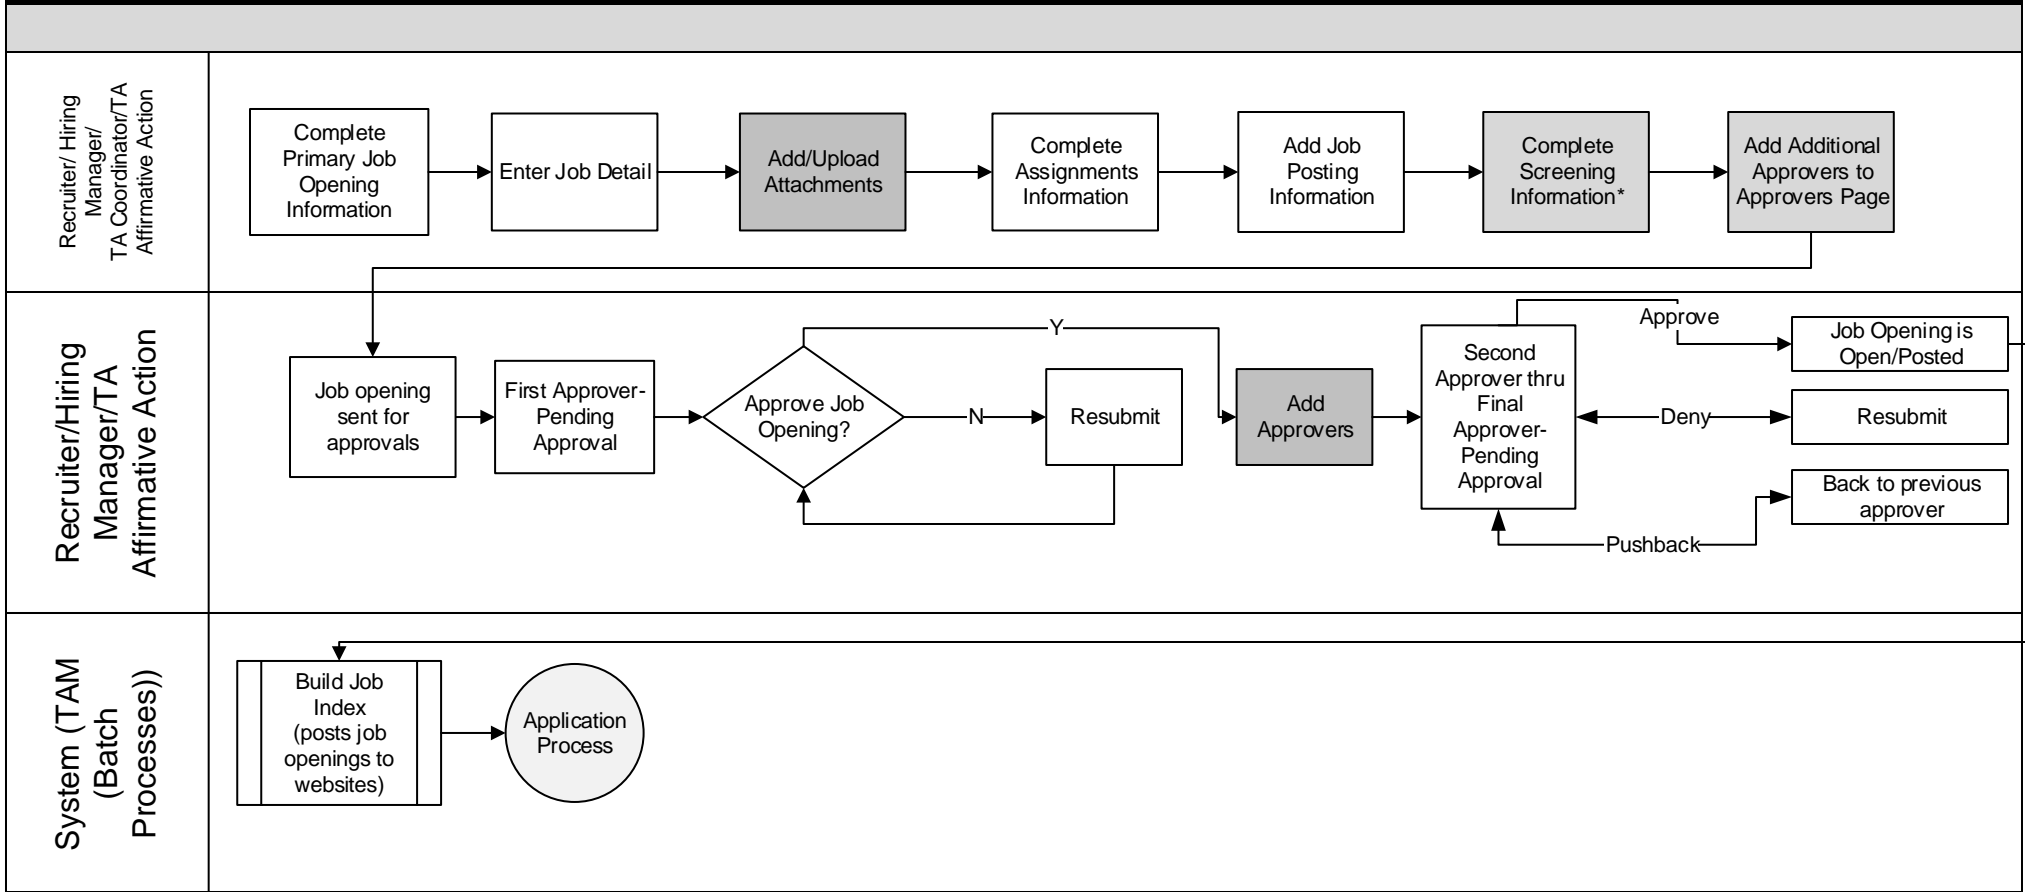 Recruiter/ Hiring
Manager/
TA Coordinator/TA
Affirmative Action
Complete
Primary Job
Opening
Information
Enter Job Detail
Add/Upload
Attachments
Complete
Assignments
Information
Add Job
Posting
Information
Complete
Screening
Information*
Add Additional
Approvers to
Approvers Page
Recruiter/Hiring
Manager/TA
Affirmative Action
Job opening
sent for
approvals
First Approver-
Pending
Approval
Approve Job
Opening?
Y
N
Resubmit
Add
Approvers
Second
Approver thru
Final
Approver-
Pending
Approval
Approve
Job Opening is
Open/Posted
Deny
Resubmit
Pushback
Back to previous
approver
System (TAM
(Batch
Processes))
Build Job
Index
(posts job
openings to
websites)
Application
Process